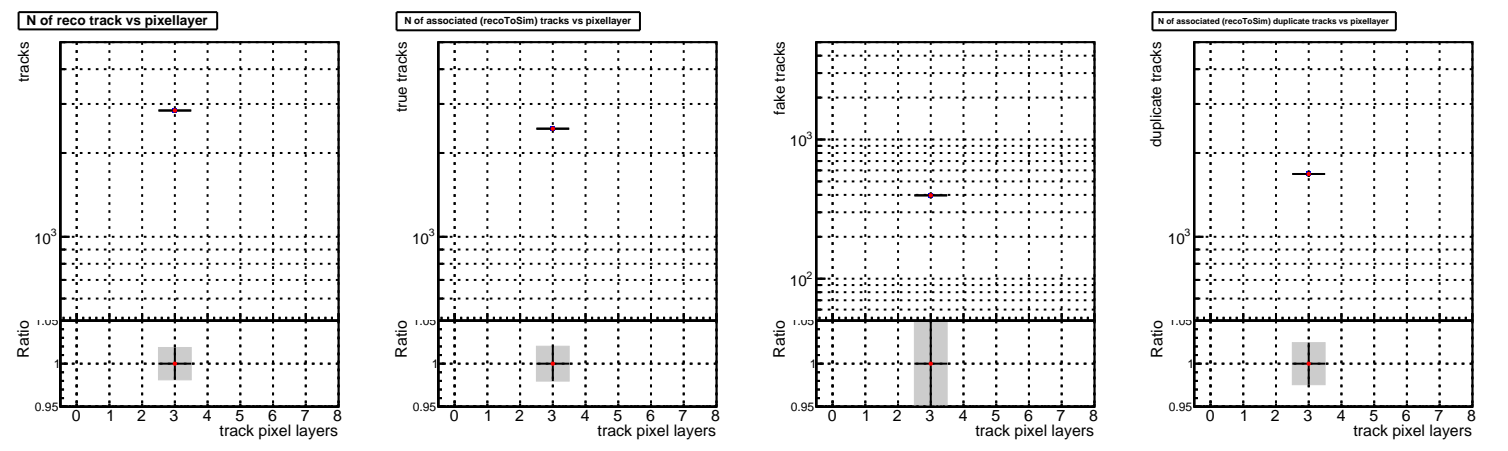 N of reco track vs pixellayer
tracks
10³
1.05
Ratio
1
0.95
0 1 2 3 4 5 6 7 8
track pixel layers
N of associated (recoToSim) tracks vs pixellayer
true tracks
10³
1.05
Ratio
1
0.95
0 1 2 3 4 5 6 7 8
track pixel layers
fake tracks
10³
10²
1.05
Ratio
1
0.95
0 1 2 3 4 5 6 7 8
track pixel layers
N of associated (recoToSim) duplicate tracks vs pixellayer
duplicate tracks
10³
1.05
Ratio
1
0.95
0 1 2 3 4 5 6 7 8
track pixel layers